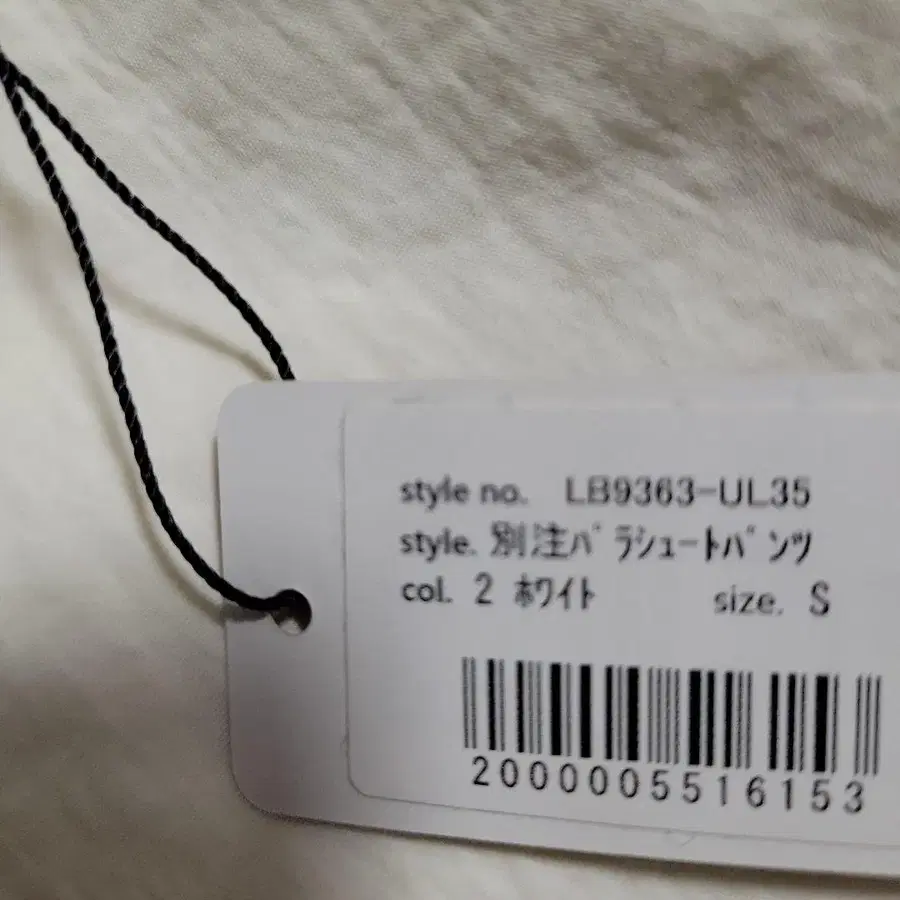 style no. LB9363-UL35
style. 別注ﾊﾟﾗｼｭｰﾄﾊﾟﾝﾂ
col. 2 ﾎﾜｲﾄ size. S
2000005516153